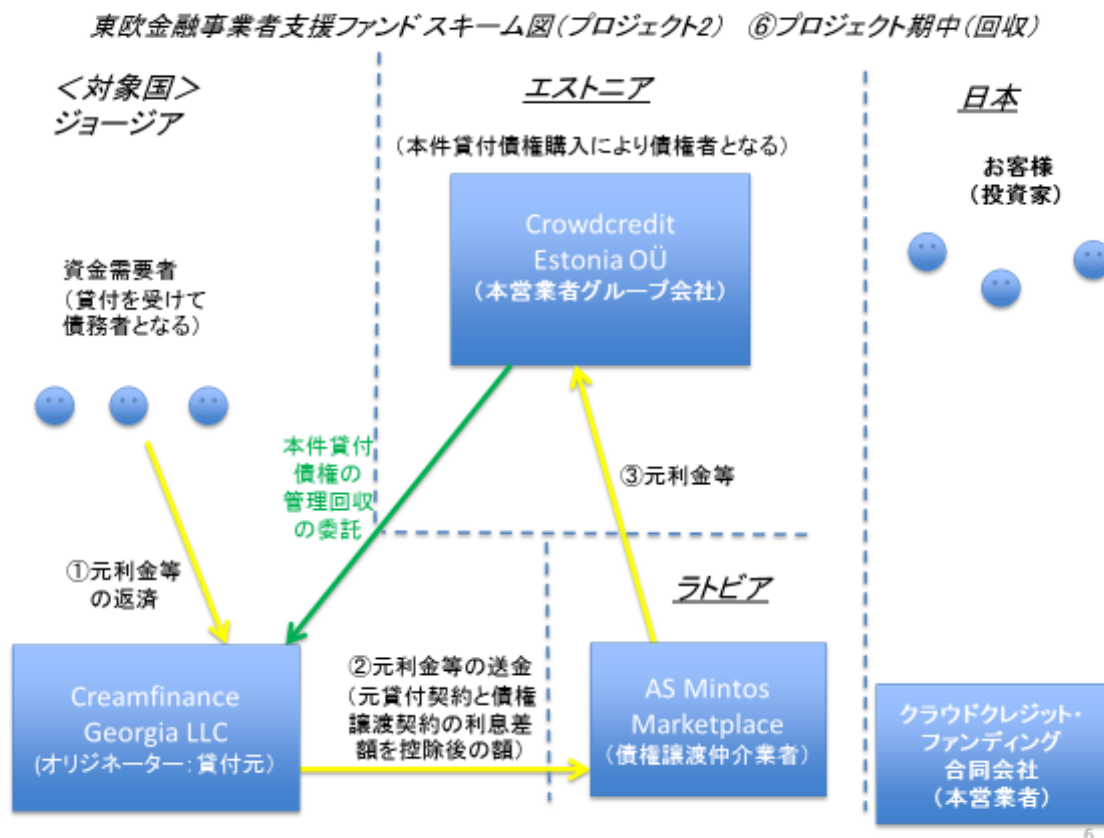 東欧金融事業者支援ファンド スキーム図(プロジェクト2) ⑥プロジェクト期中(回収)
＜対象国＞
ジョージア
エストニア
日本
(本件貸付債権購入により債権者となる)
お客様
(投資家)
Crowdcredit
Estonia OÜ
(本営業者グループ会社)
資金需要者
(貸付を受けて
債務者となる)
本件貸付
債権の
管理回収
の委託
③元利金等
①元利金等
の返済
ラトビア
②元利金等の送金
(元貸付契約と債権
譲渡契約の利息差
額を控除後の額)
Creamfinance
Georgia LLC
(オリジネーター：貸付元)
AS Mintos
Marketplace
(債権譲渡仲介業者)
クラウドクレジット・
ファンディング
合同会社
(本営業者)
6